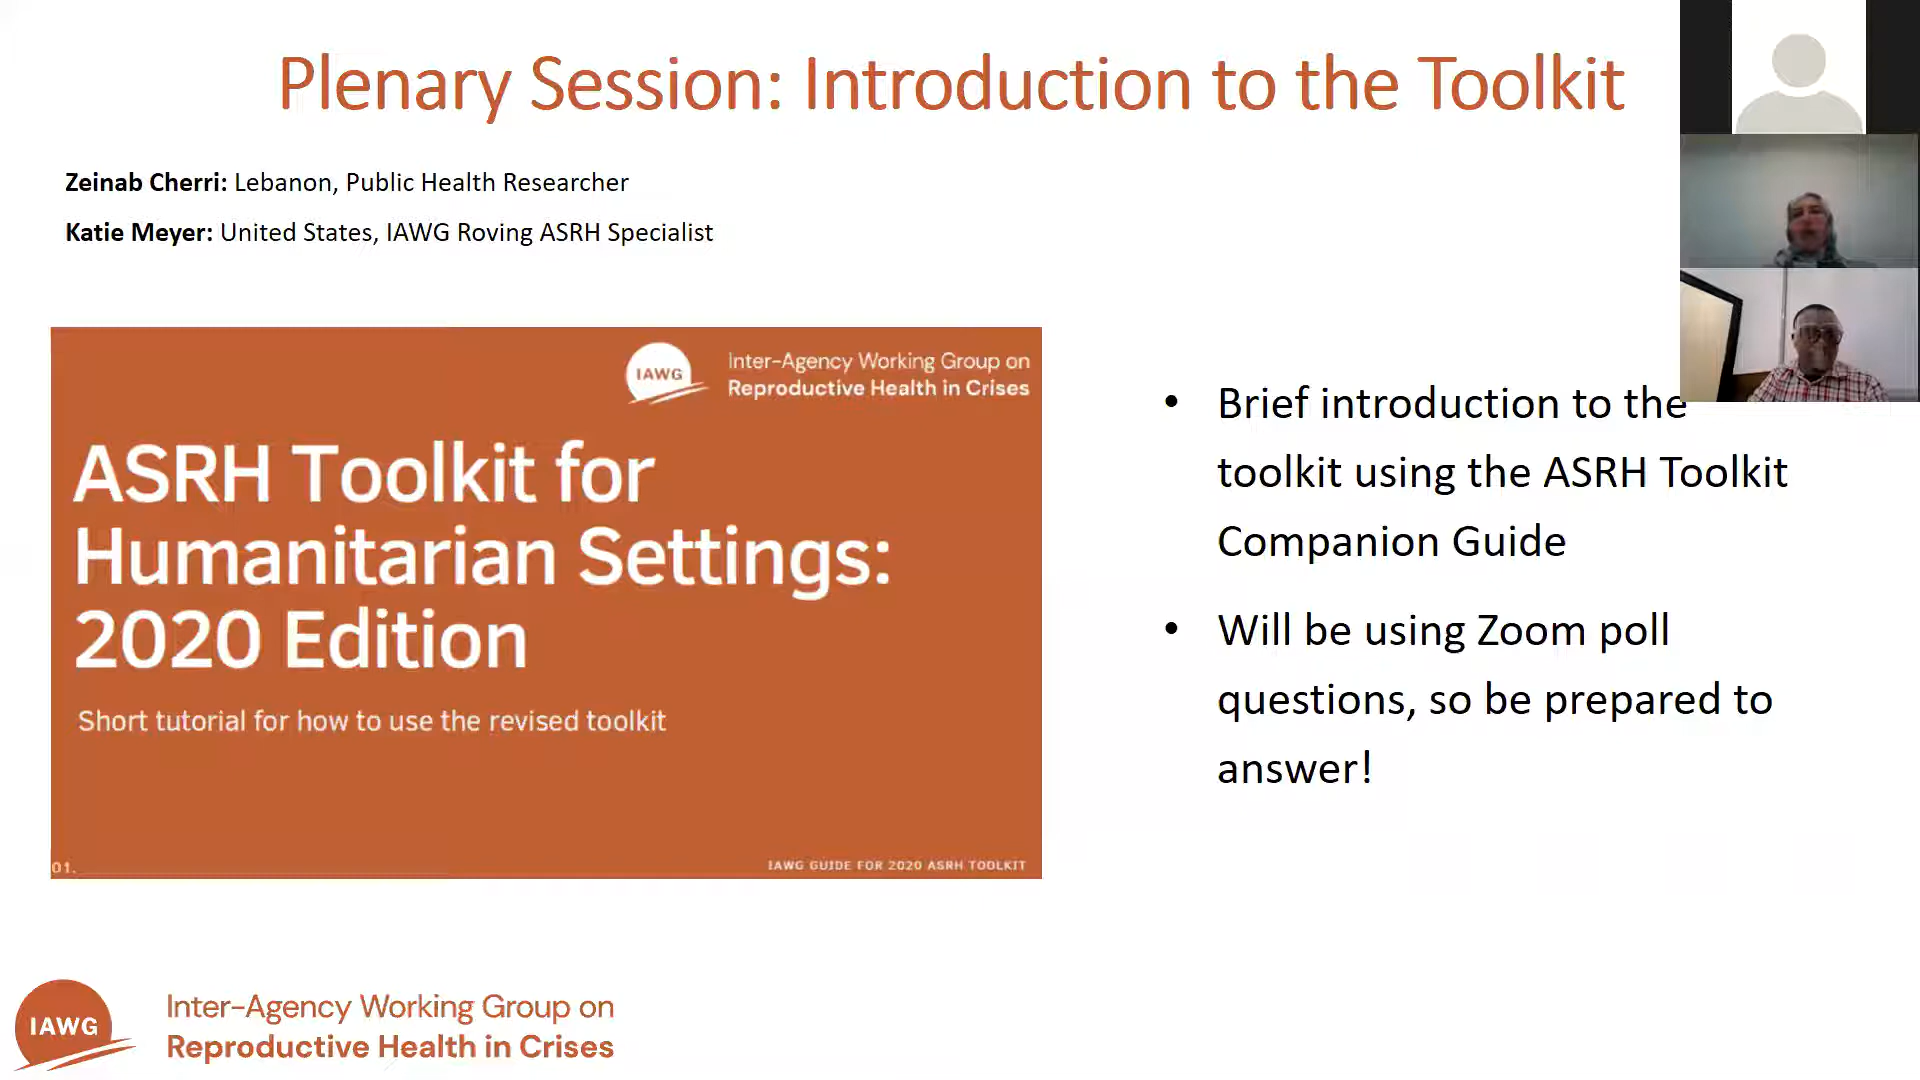 Plenary Session: Introduction to the Toolkit
Zeinab Cherri: Lebanon, Public Health Researcher
Katie Meyer: United States, IAWG Roving ASRH Specialist
IAWG
Inter-Agency Working Group on
Reproductive Health in Crises
ASRH Toolkit for
Humanitarian Settings:
2020 Edition
Short tutorial for how to use the revised toolkit
01.
IAWG GUIDE FOR 2020 ASRH TOOLKIT
• Brief introduction to the
toolkit using the ASRH Toolkit
Companion Guide
• Will be using Zoom poll
questions, so be prepared to
answer!
IAWG
Inter-Agency Working Group on
Reproductive Health in Crises